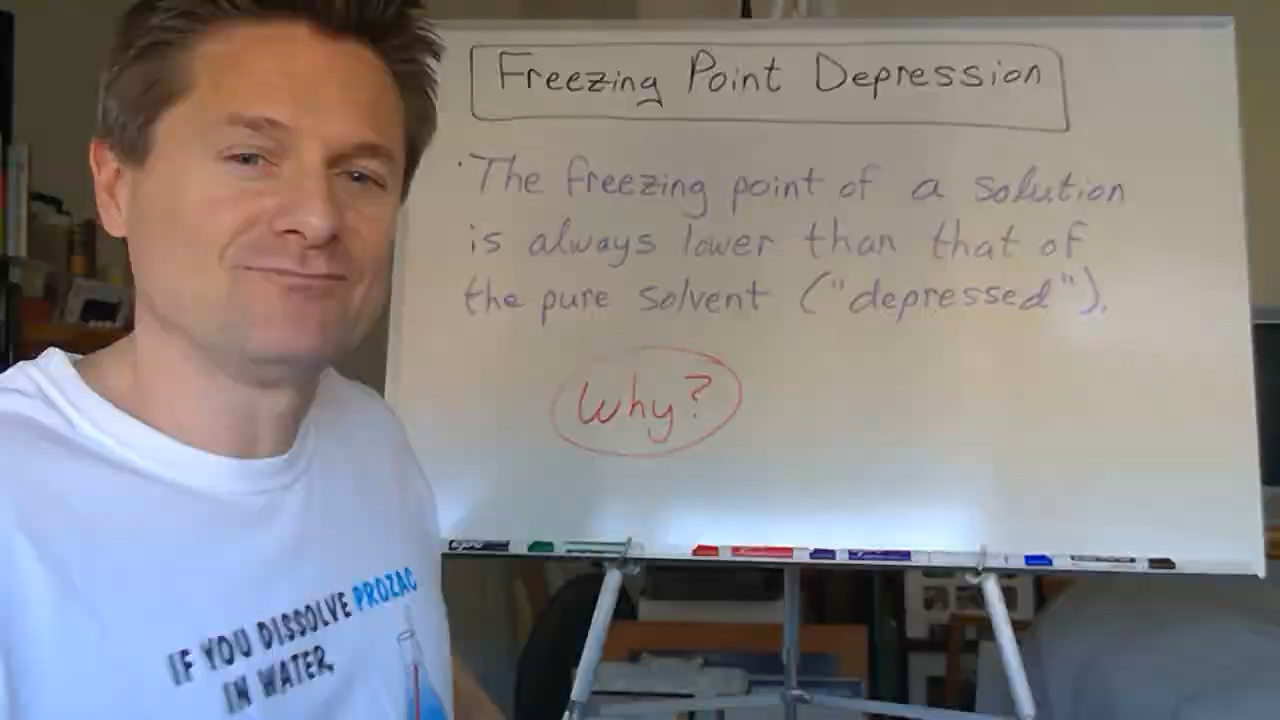 Freezing Point Depression
· The freezing point of a solution
is always lower than that of
the pure solvent ("depressed").
Why?
IF YOU DISSOLVE PROZAC
IN WATER,